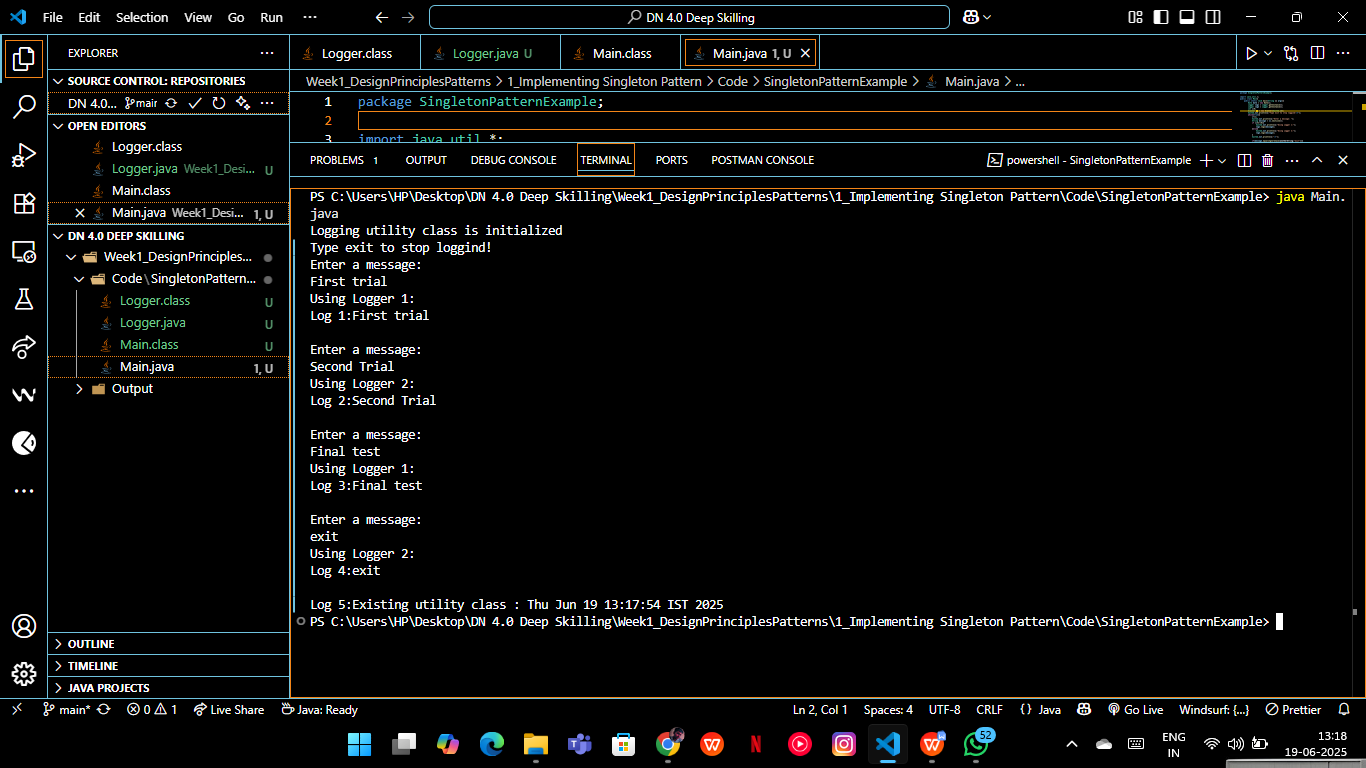 File Edit Selection View Go Run ··· DN 4.0 Deep Skilling
EXPLORER ···
SOURCE CONTROL: REPOSITORIES
DN 4.0... main ···
OPEN EDITORS
Logger.class
Logger.java Week1_Desi... U
Main.class
Main.java Week1_Desi... 1, U
DN 4.0 DEEP SKILLING
Week1_DesignPrinciples...
Code\SingletonPattern...
Logger.class U
Logger.java U
Main.class U
Main.java 1, U
Output
OUTLINE
TIMELINE
JAVA PROJECTS
Logger.class Logger.java U Main.class Main.java 1, U
Week1_DesignPrinciplesPatterns > 1_Implementing Singleton Pattern > Code > SingletonPatternExample > Main.java > ...
1 package SingletonPatternExample;
2
3 import java.util.*;
PROBLEMS 1 OUTPUT DEBUG CONSOLE TERMINAL PORTS POSTMAN CONSOLE powershell - SingletonPatternExample
PS C:\Users\HP\Desktop\DN 4.0 Deep Skilling\Week1_DesignPrinciplesPatterns\1_Implementing Singleton Pattern\Code\SingletonPatternExample> java Main.
java
Logging utility class is initialized
Type exit to stop loggind!
Enter a message:
First trial
Using Logger 1:
Log 1:First trial
Enter a message:
Second Trial
Using Logger 2:
Log 2:Second Trial
Enter a message:
Final test
Using Logger 1:
Log 3:Final test
Enter a message:
exit
Using Logger 2:
Log 4:exit
Log 5:Existing utility class : Thu Jun 19 13:17:54 IST 2025
PS C:\Users\HP\Desktop\DN 4.0 Deep Skilling\Week1_DesignPrinciplesPatterns\1_Implementing Singleton Pattern\Code\SingletonPatternExample>
main* 0 1 Live Share Java: Ready Ln 2, Col 1 Spaces: 4 UTF-8 CRLF {} Java Go Live Windsurf: {...} Prettier
52
ENG
IN
13:18
19-06-2025